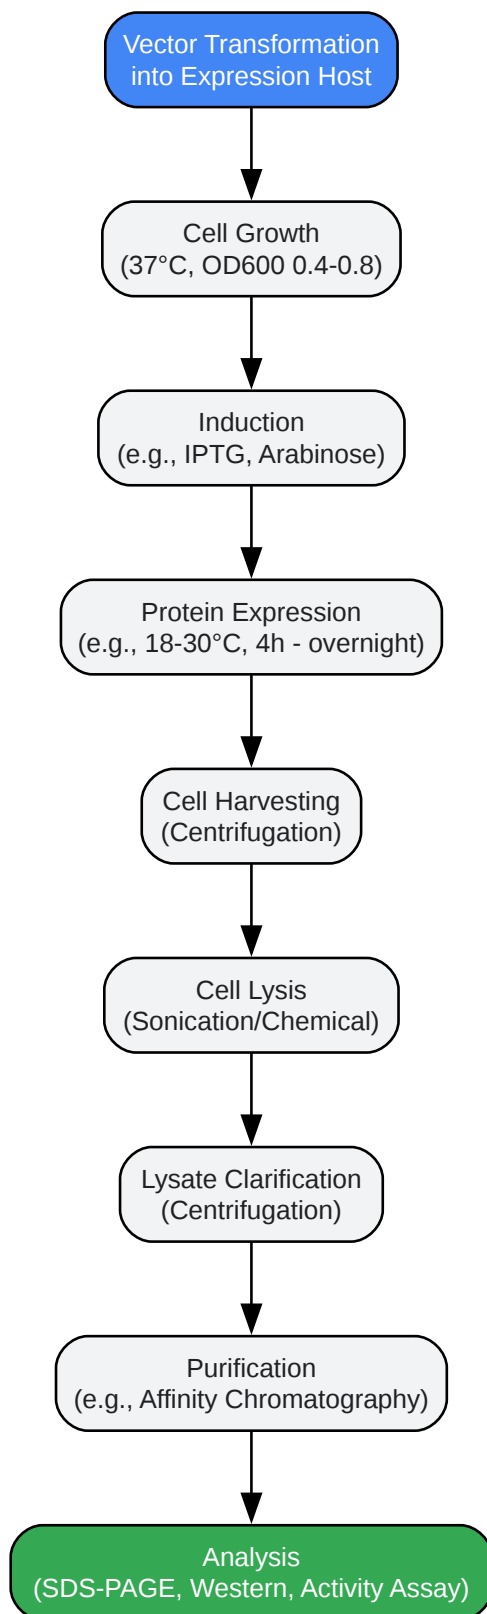 Vector Transformation
into Expression Host
Cell Growth
(37°C, OD600 0.4-0.8)
Induction
(e.g., IPTG, Arabinose)
Protein Expression
(e.g., 18-30°C, 4h - overnight)
Cell Harvesting
(Centrifugation)
Cell Lysis
(Sonication/Chemical)
Lysate Clarification
(Centrifugation)
Purification
(e.g., Affinity Chromatography)
Analysis
(SDS-PAGE, Western, Activity Assay)